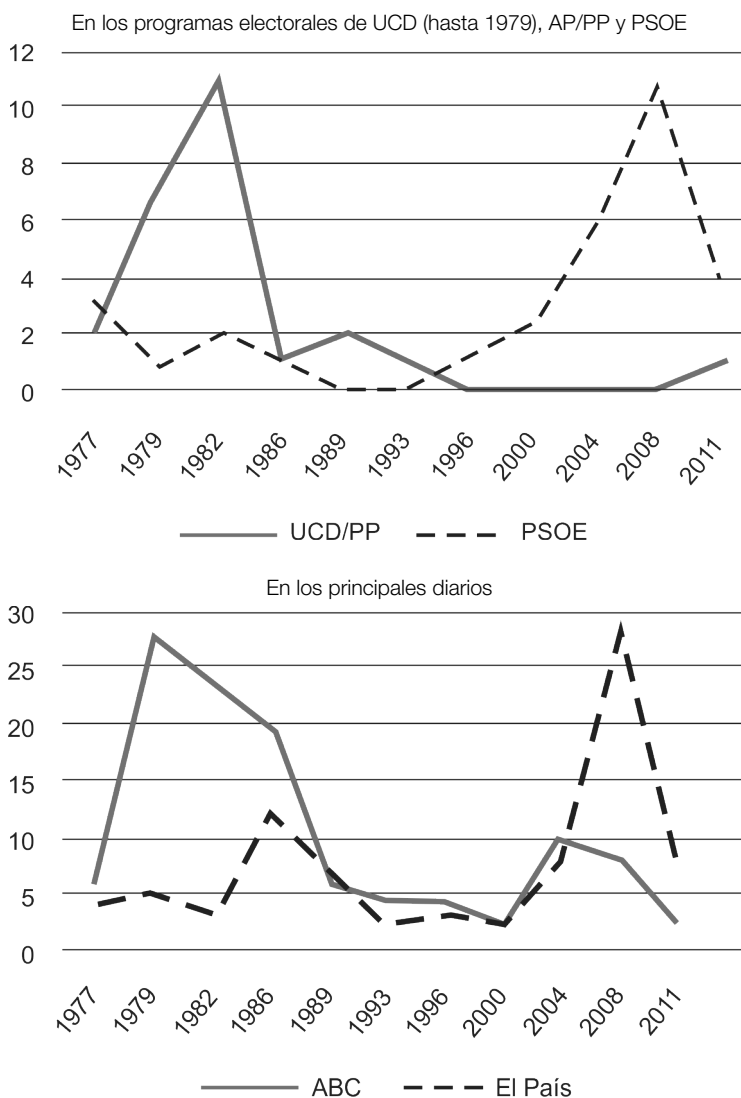 En los programas electorales de UCD (hasta 1979), AP/PP y PSOE
12
10
8
6
4
2
0
1977 1979 1982 1986 1989 1993 1996 2000 2004 2008 2011
UCD/PP PSOE
En los principales diarios
30
25
20
15
10
5
0
1977 1979 1982 1986 1989 1993 1996 2000 2004 2008 2011
ABC El País